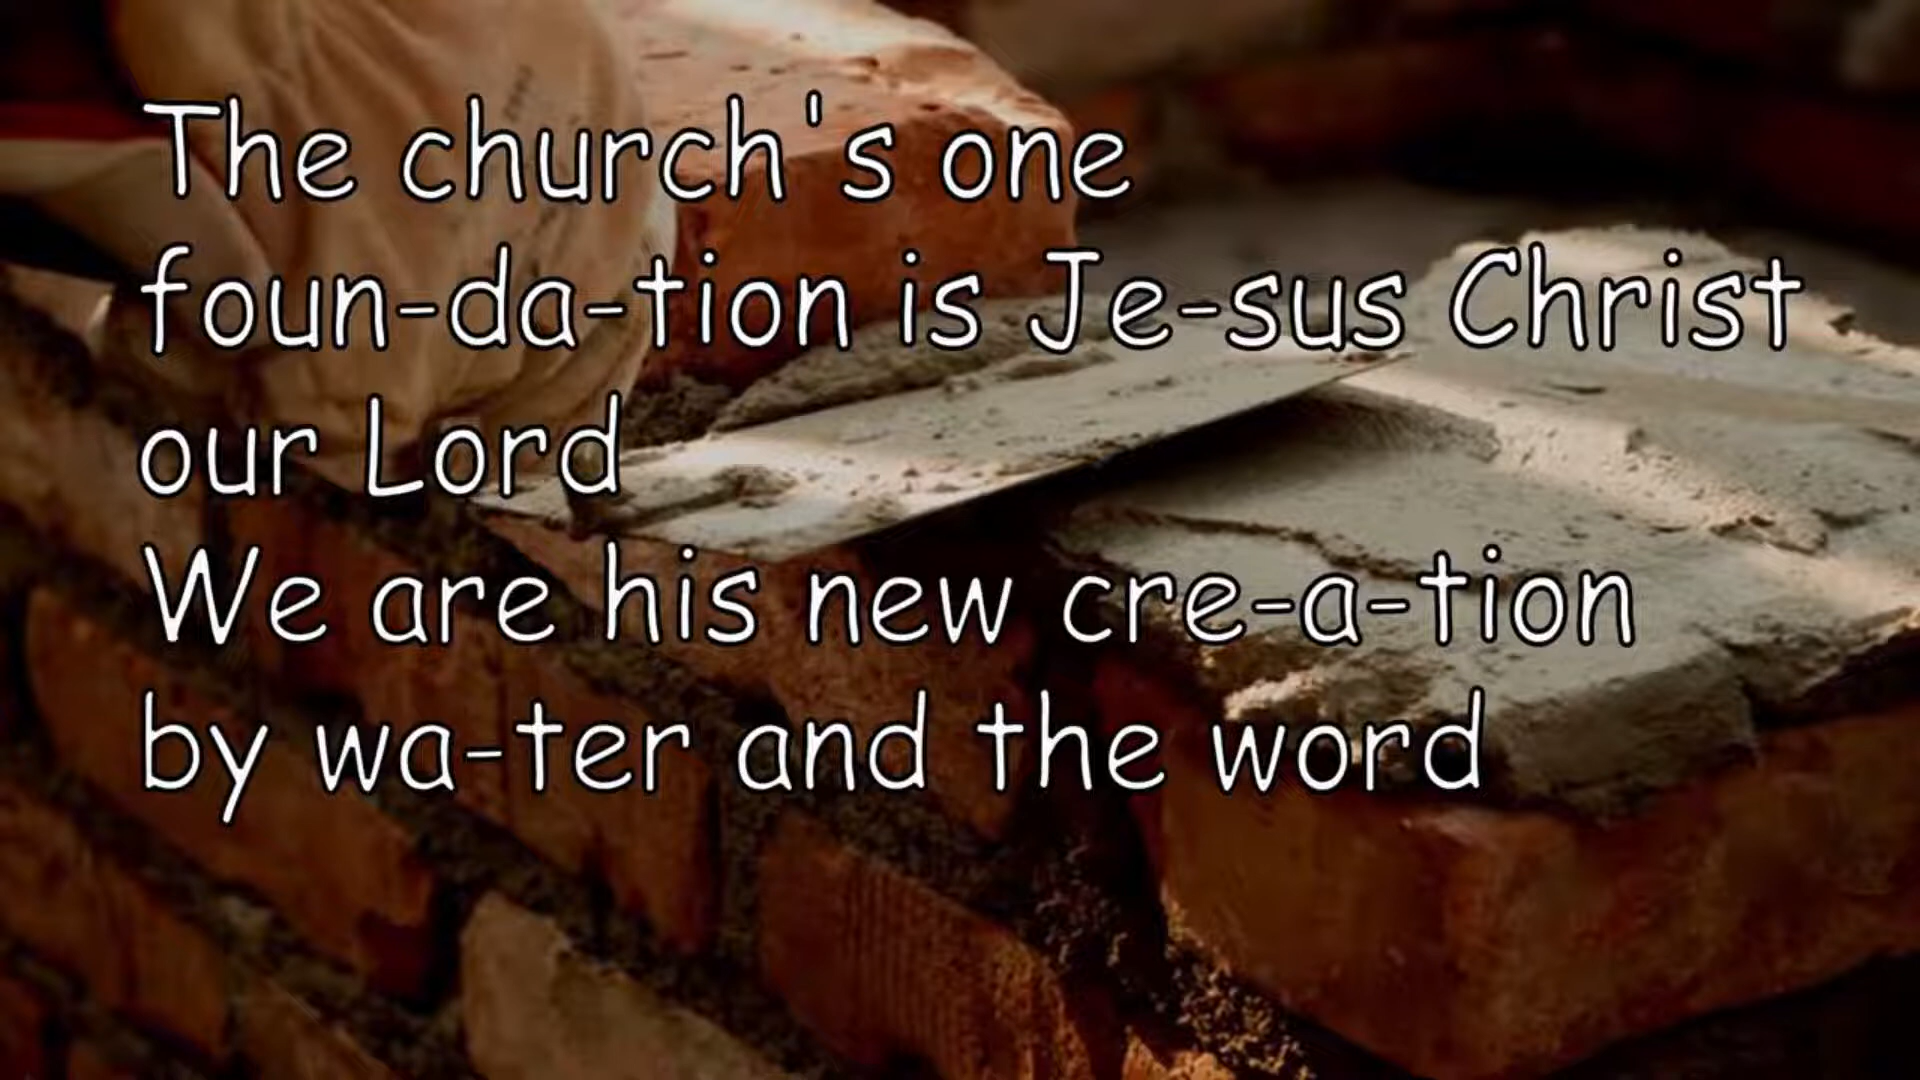 The church's one
foun-da-tion is Je-sus Christ
our Lord
We are his new cre-a-tion
by wa-ter and the word